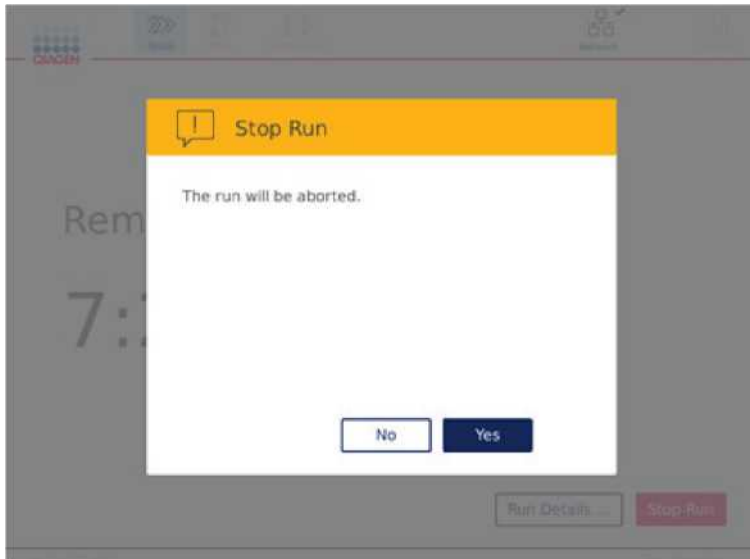 QIAGEN
Stop Run
The run will be aborted.
Rem
7:
No
Yes
Run Details ...
Stop Run